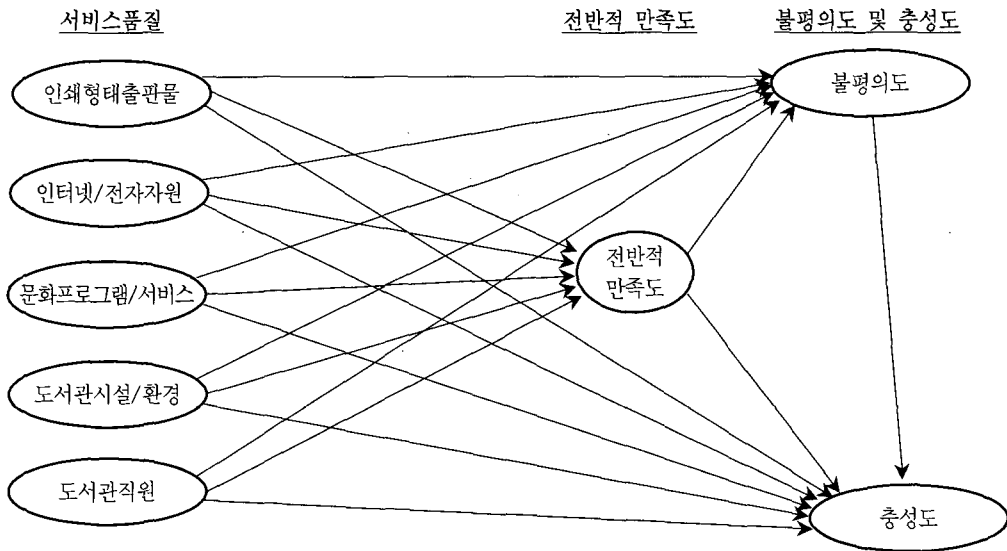 서비스품질 전반적 만족도 불평의도 및 충성도
인쇄형태출판물
불평의도
인터넷/전자자원
전반적
만족도
문화프로그램/서비스
도서관시설/환경
도서관직원
충성도